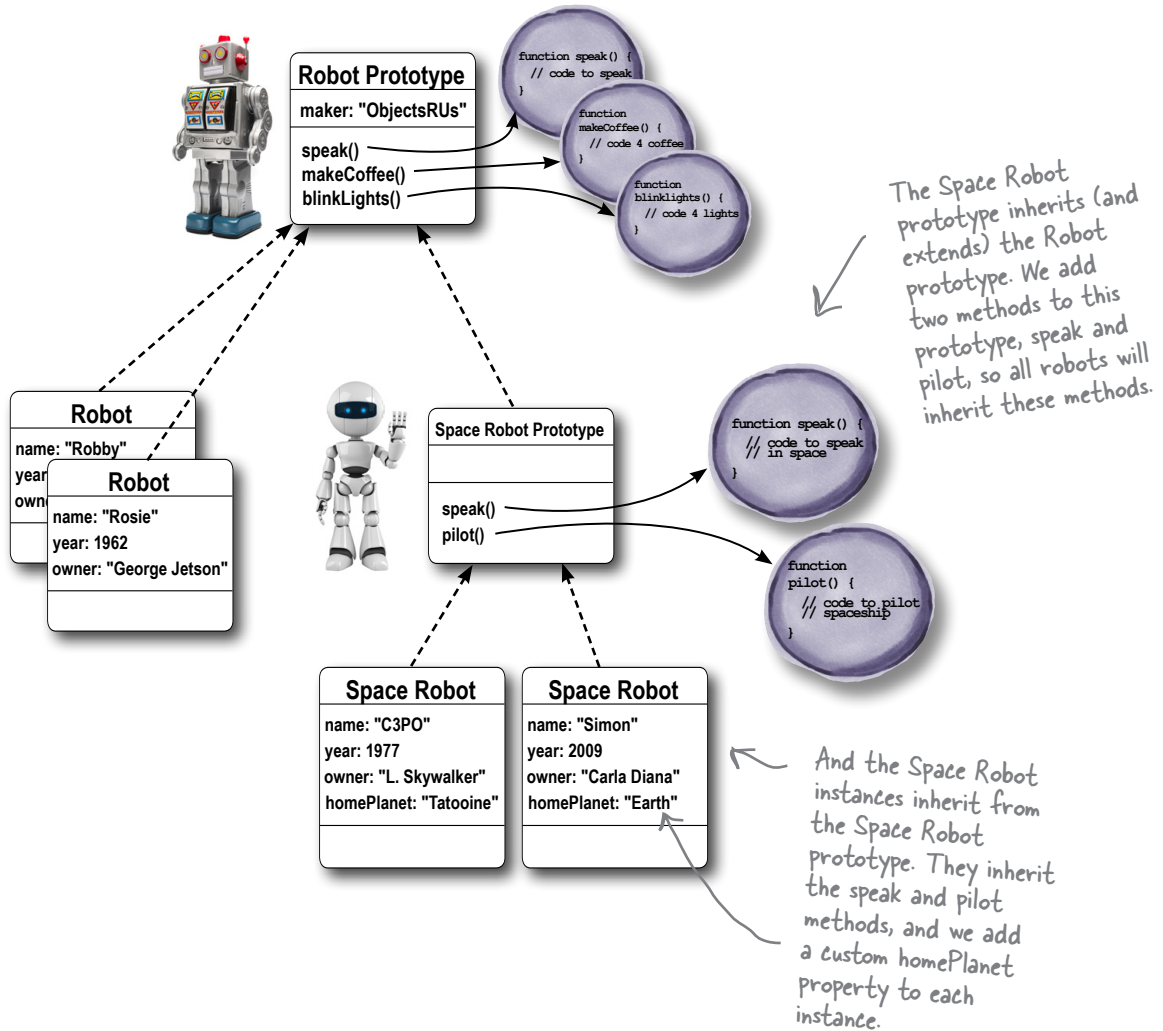 Robot Prototype
maker: "ObjectsRUs"
speak()
makeCoffee()
blinkLights()
function speak() {
// code to speak
}
function
makeCoffee() {
// code 4 coffee
}
function
blinklights() {
// code 4 lights
}
The Space Robot
prototype inherits (and
extends) the Robot
prototype. We add
two methods to this
prototype, speak and
pilot, so all robots will
inherit these methods.
Robot
name: "Robby"
year
owne
Robot
name: "Rosie"
year: 1962
owner: "George Jetson"
Space Robot Prototype
speak()
pilot()
function speak() {
// code to speak
// in space
}
function
pilot() {
// code to pilot
// spaceship
}
Space Robot
name: "C3PO"
year: 1977
owner: "L. Skywalker"
homePlanet: "Tatooine"
Space Robot
name: "Simon"
year: 2009
owner: "Carla Diana"
homePlanet: "Earth"
And the Space Robot
instances inherit from
the Space Robot
prototype. They inherit
the speak and pilot
methods, and we add
a custom homePlanet
property to each
instance.